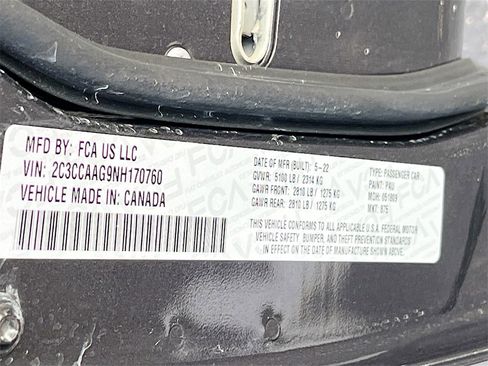 MFD BY: FCA US LLC
VIN: 2C3CCAAG9NH170760
VEHICLE MADE IN: CANADA
DATE OF MFR (BUILT): 5-22
GVWR: 5100 LB / 2314 KG
GAWR FRONT: 2810 LB / 1275 KG
GAWR REAR: 2810 LB / 1275 KG
TYPE: PASSENGER CAR
PAINT: PAU
MDH: 051809
MKT: 875
THIS VEHICLE CONFORMS TO ALL APPLICABLE U.S.A. FEDERAL MOTOR
VEHICLE SAFETY, BUMPER, AND THEFT PREVENTION STANDARDS
IN EFFECT ON THE DATE OF MFR. SHOWN ABOVE.